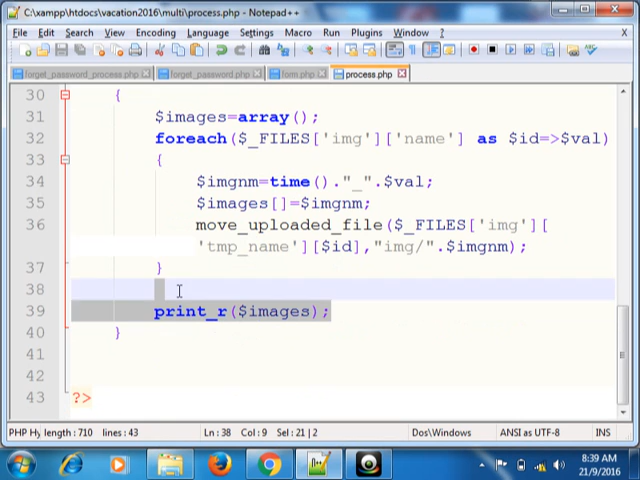 C:\xampp\htdocs\vacation2016\multi\process.php - Notepad++
File Edit Search View Encoding Language Settings Macro Run Plugins Window ? X
forget_password_process.php forget_password.php form.php process.php
30 {
31 $images=array();
32 foreach($_FILES['img']['name'] as $id=>$val)
33 {
34 $imgnm=time()."_".$val;
35 $images[]=$imgnm;
36 move_uploaded_file($_FILES['img'][
'tmp_name'][$id],"img/".$imgnm);
37 }
38
39 print_r($images);
40 }
41
42
43 ?>
PHP Hy length : 710 lines : 43 Ln : 38 Col : 9 Sel : 21 | 2 Dos\Windows ANSI as UTF-8 INS
8:39 AM
21/9/2016